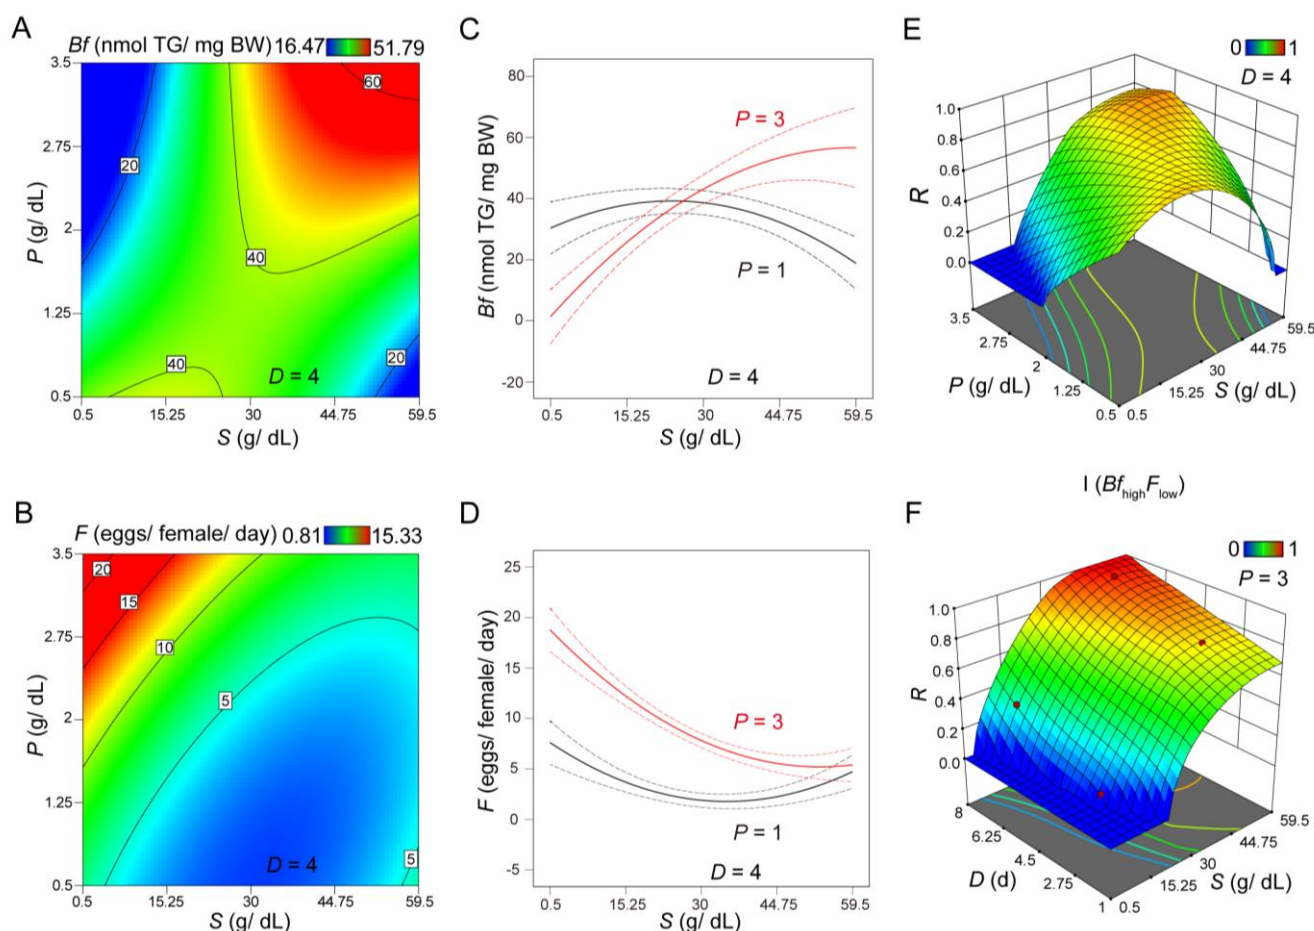 A
Bf (nmol TG/ mg BW) 16.47 51.79
3.5
2.75
2
1.25
0.5
P (g/ dL)
60
20
40
40
20
D = 4
0.5 15.25 30 44.75 59.5
S (g/ dL)
C
80
60
40
20
0
-20
Bf (nmol TG/ mg BW)
P = 3
P = 1
D = 4
0.5 15.25 30 44.75 59.5
S (g/ dL)
E
0 1
D = 4
1.0
0.8
0.6
0.4
0.2
0.0
R
3.5
2.75
2
1.25
0.5
P (g/ dL)
0.5
15.25
30
44.75
59.5
S (g/ dL)
B
F (eggs/ female/ day) 0.81 15.33
3.5
2.75
2
1.25
0.5
P (g/ dL)
20
15
10
5
5
D = 4
0.5 15.25 30 44.75 59.5
S (g/ dL)
D
25
20
15
10
5
0
-5
F (eggs/ female/ day)
P = 3
P = 1
D = 4
0.5 15.25 30 44.75 59.5
S (g/ dL)
I (BfhighFlow)
F
0 1
P = 3
1.0
0.8
0.6
0.4
0.2
0.0
R
8
6.25
4.5
2.75
1
D (d)
0.5
15.25
30
44.75
59.5
S (g/ dL)